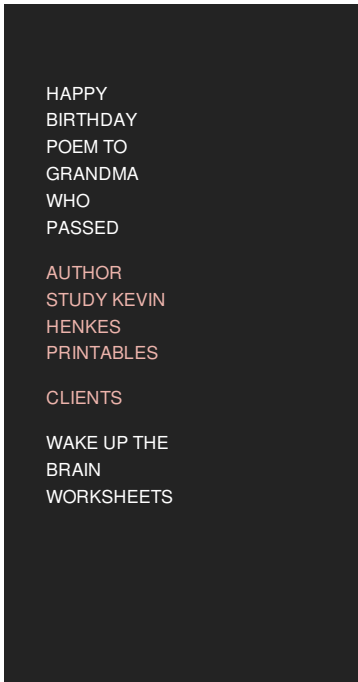 HAPPY
BIRTHDAY
POEM TO
GRANDMA
WHO
PASSED
AUTHOR
STUDY KEVIN
HENKES
PRINTABLES
CLIENTS
WAKE UP THE
BRAIN
WORKSHEETS